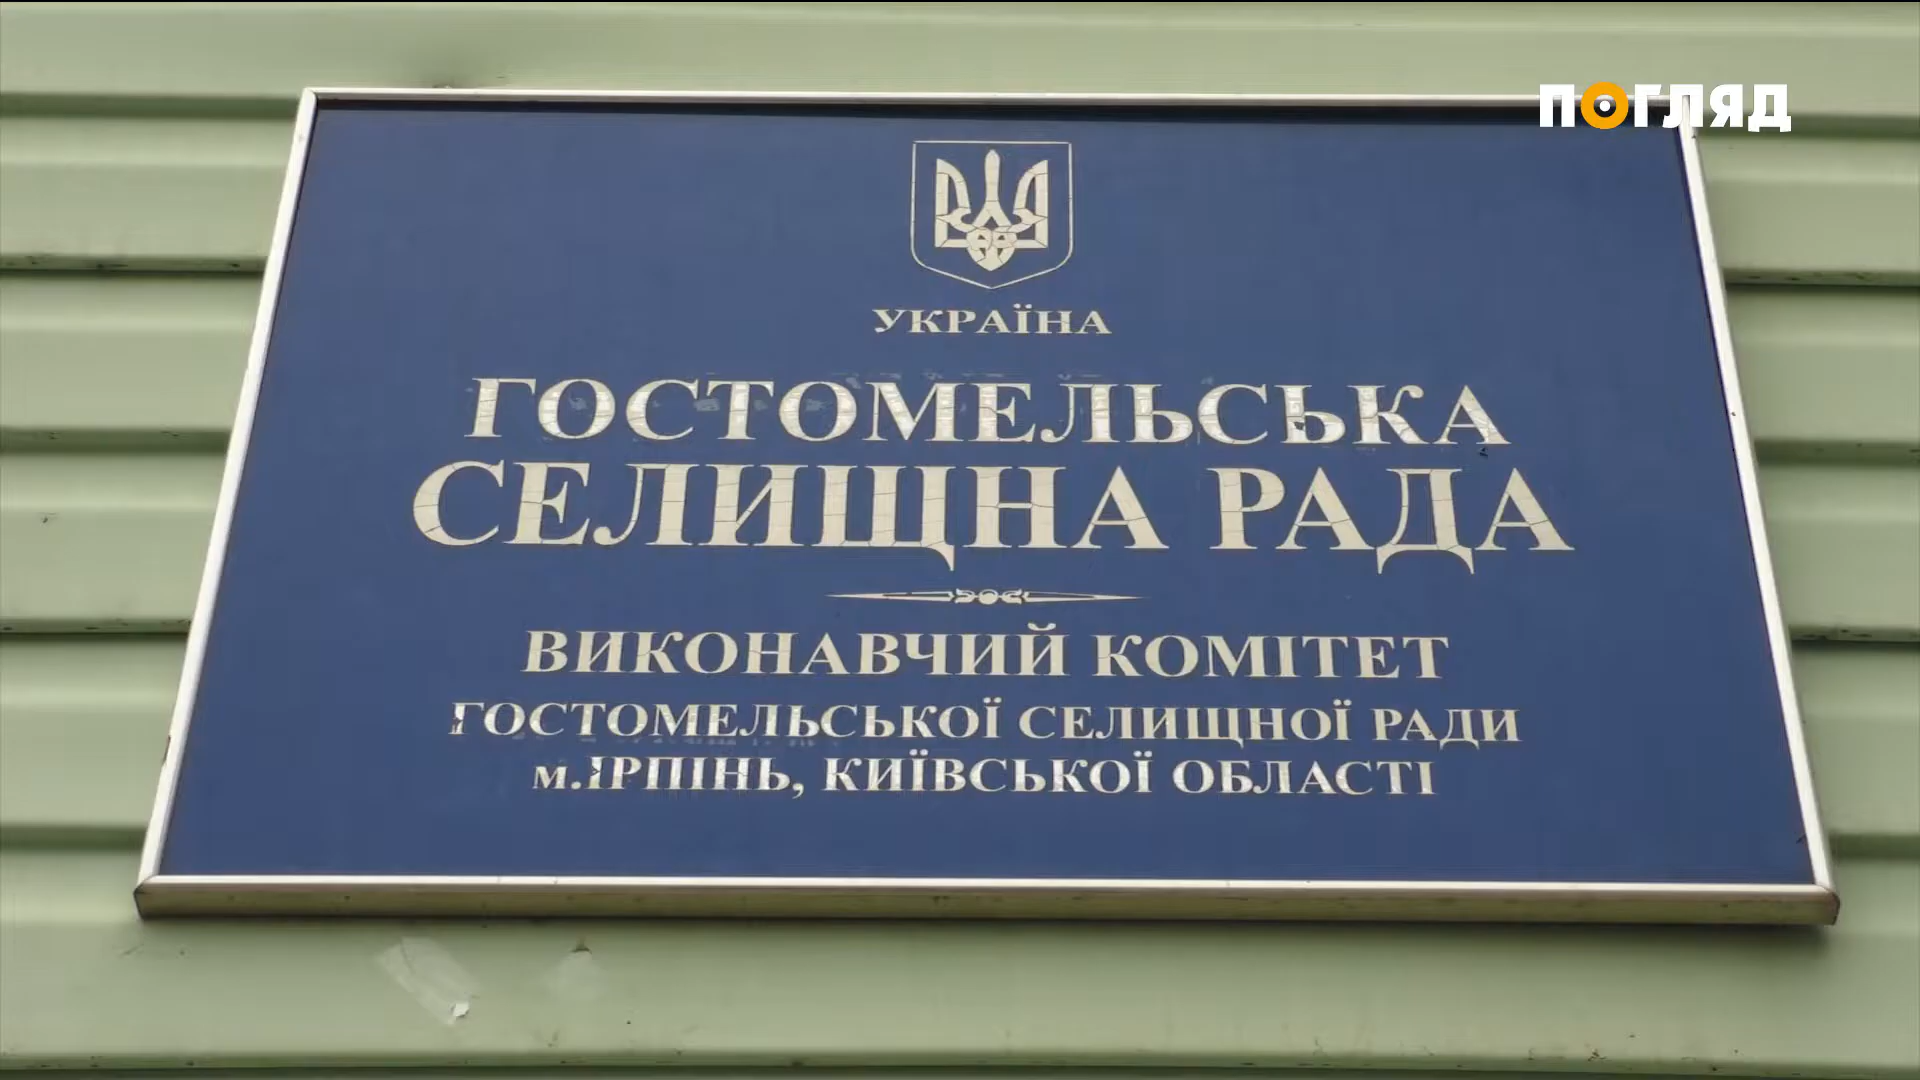 ПОГЛЯД
УКРАЇНА
ГОСТОМЕЛЬСЬКА
СЕЛИЩНА РАДА
ВИКОНАВЧИЙ КОМІТЕТ
ГОСТОМЕЛЬСЬКОЇ СЕЛИЩНОЇ РАДИ
м.ІРПІНЬ, КИЇВСЬКОЇ ОБЛАСТІ